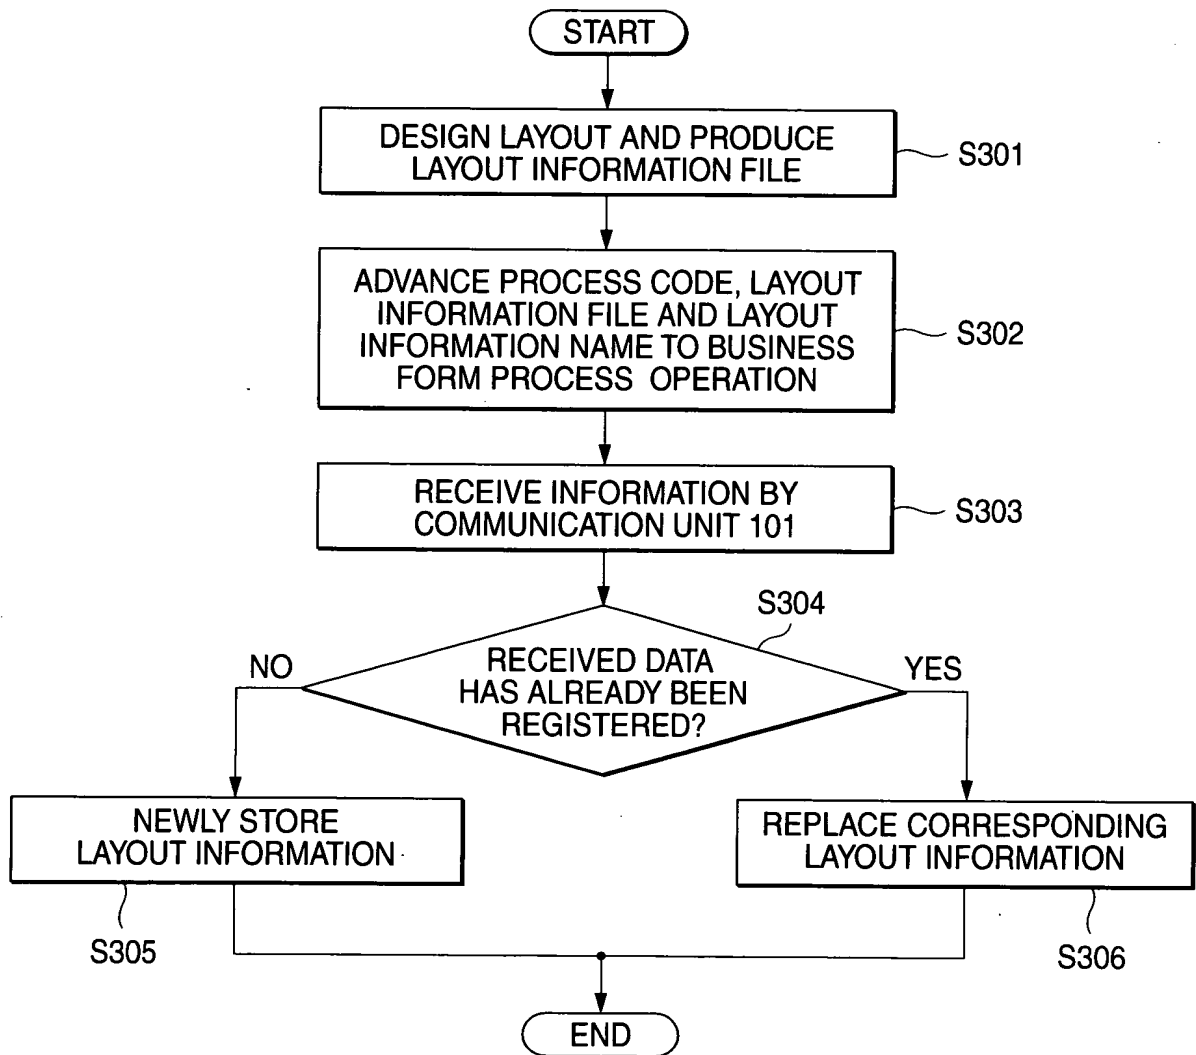 START
DESIGN LAYOUT AND PRODUCE
LAYOUT INFORMATION FILE
S301
ADVANCE PROCESS CODE, LAYOUT
INFORMATION FILE AND LAYOUT
INFORMATION NAME TO BUSINESS
FORM PROCESS OPERATION
S302
RECEIVE INFORMATION BY
COMMUNICATION UNIT 101
S303
S304
RECEIVED DATA
HAS ALREADY BEEN
REGISTERED?
NO
YES
NEWLY STORE
LAYOUT INFORMATION
S305
REPLACE CORRESPONDING
LAYOUT INFORMATION
S306
END